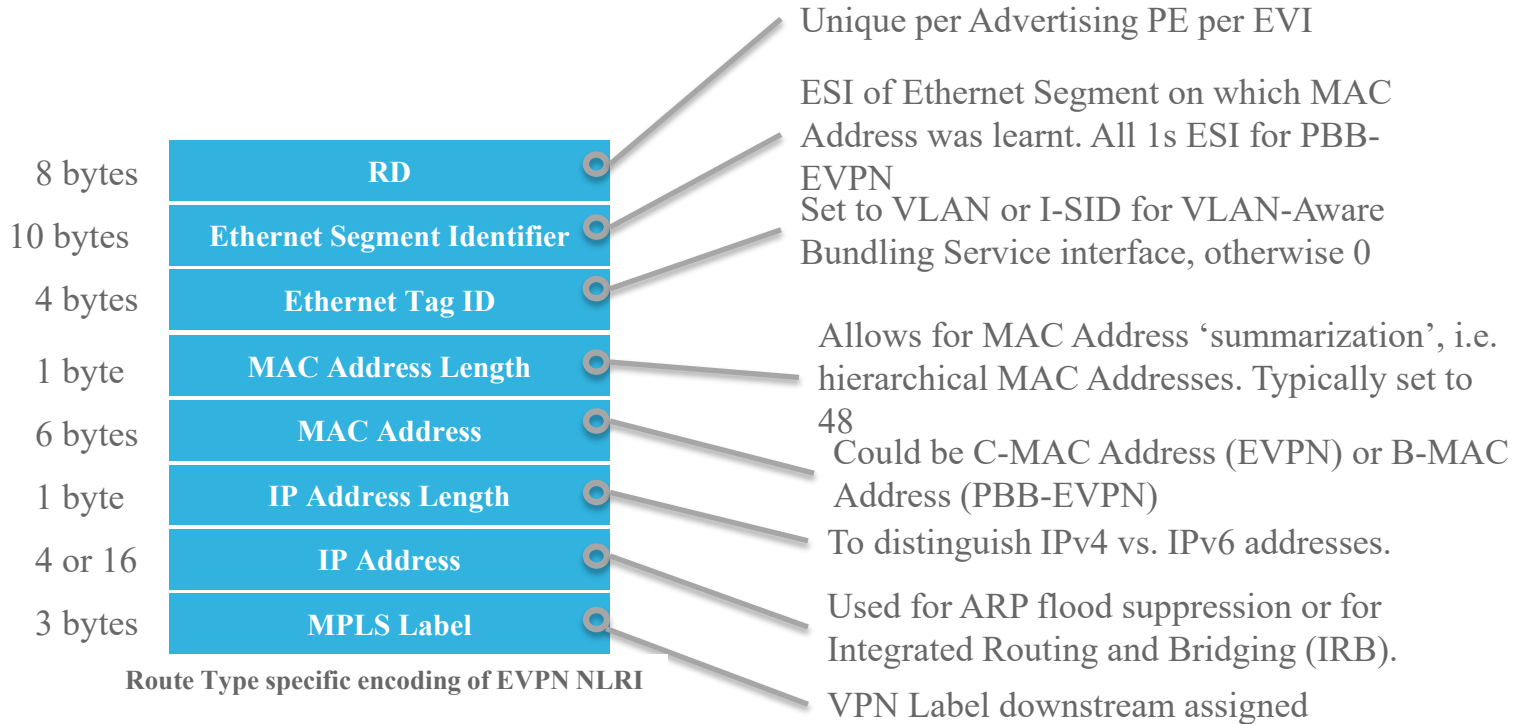 Unique per Advertising PE per EVI
ESI of Ethernet Segment on which MAC
Address was learnt. All 1s ESI for PBB-
EVPN
8 bytes
RD
10 bytes
Ethernet Segment Identifier
Set to VLAN or I-SID for VLAN-Aware
Bundling Service interface, otherwise 0
4 bytes
Ethernet Tag ID
1 byte
MAC Address Length
Allows for MAC Address ‘summarization’, i.e.
hierarchical MAC Addresses. Typically set to
48
6 bytes
MAC Address
Could be C-MAC Address (EVPN) or B-MAC
Address (PBB-EVPN)
1 byte
IP Address Length
To distinguish IPv4 vs. IPv6 addresses.
4 or 16
IP Address
Used for ARP flood suppression or for
Integrated Routing and Bridging (IRB).
3 bytes
MPLS Label
VPN Label downstream assigned
Route Type specific encoding of EVPN NLRI